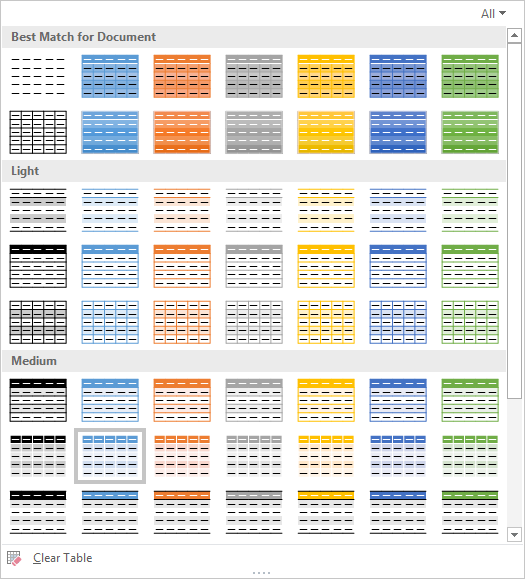 All
Best Match for Document
Light
Medium
Clear Table